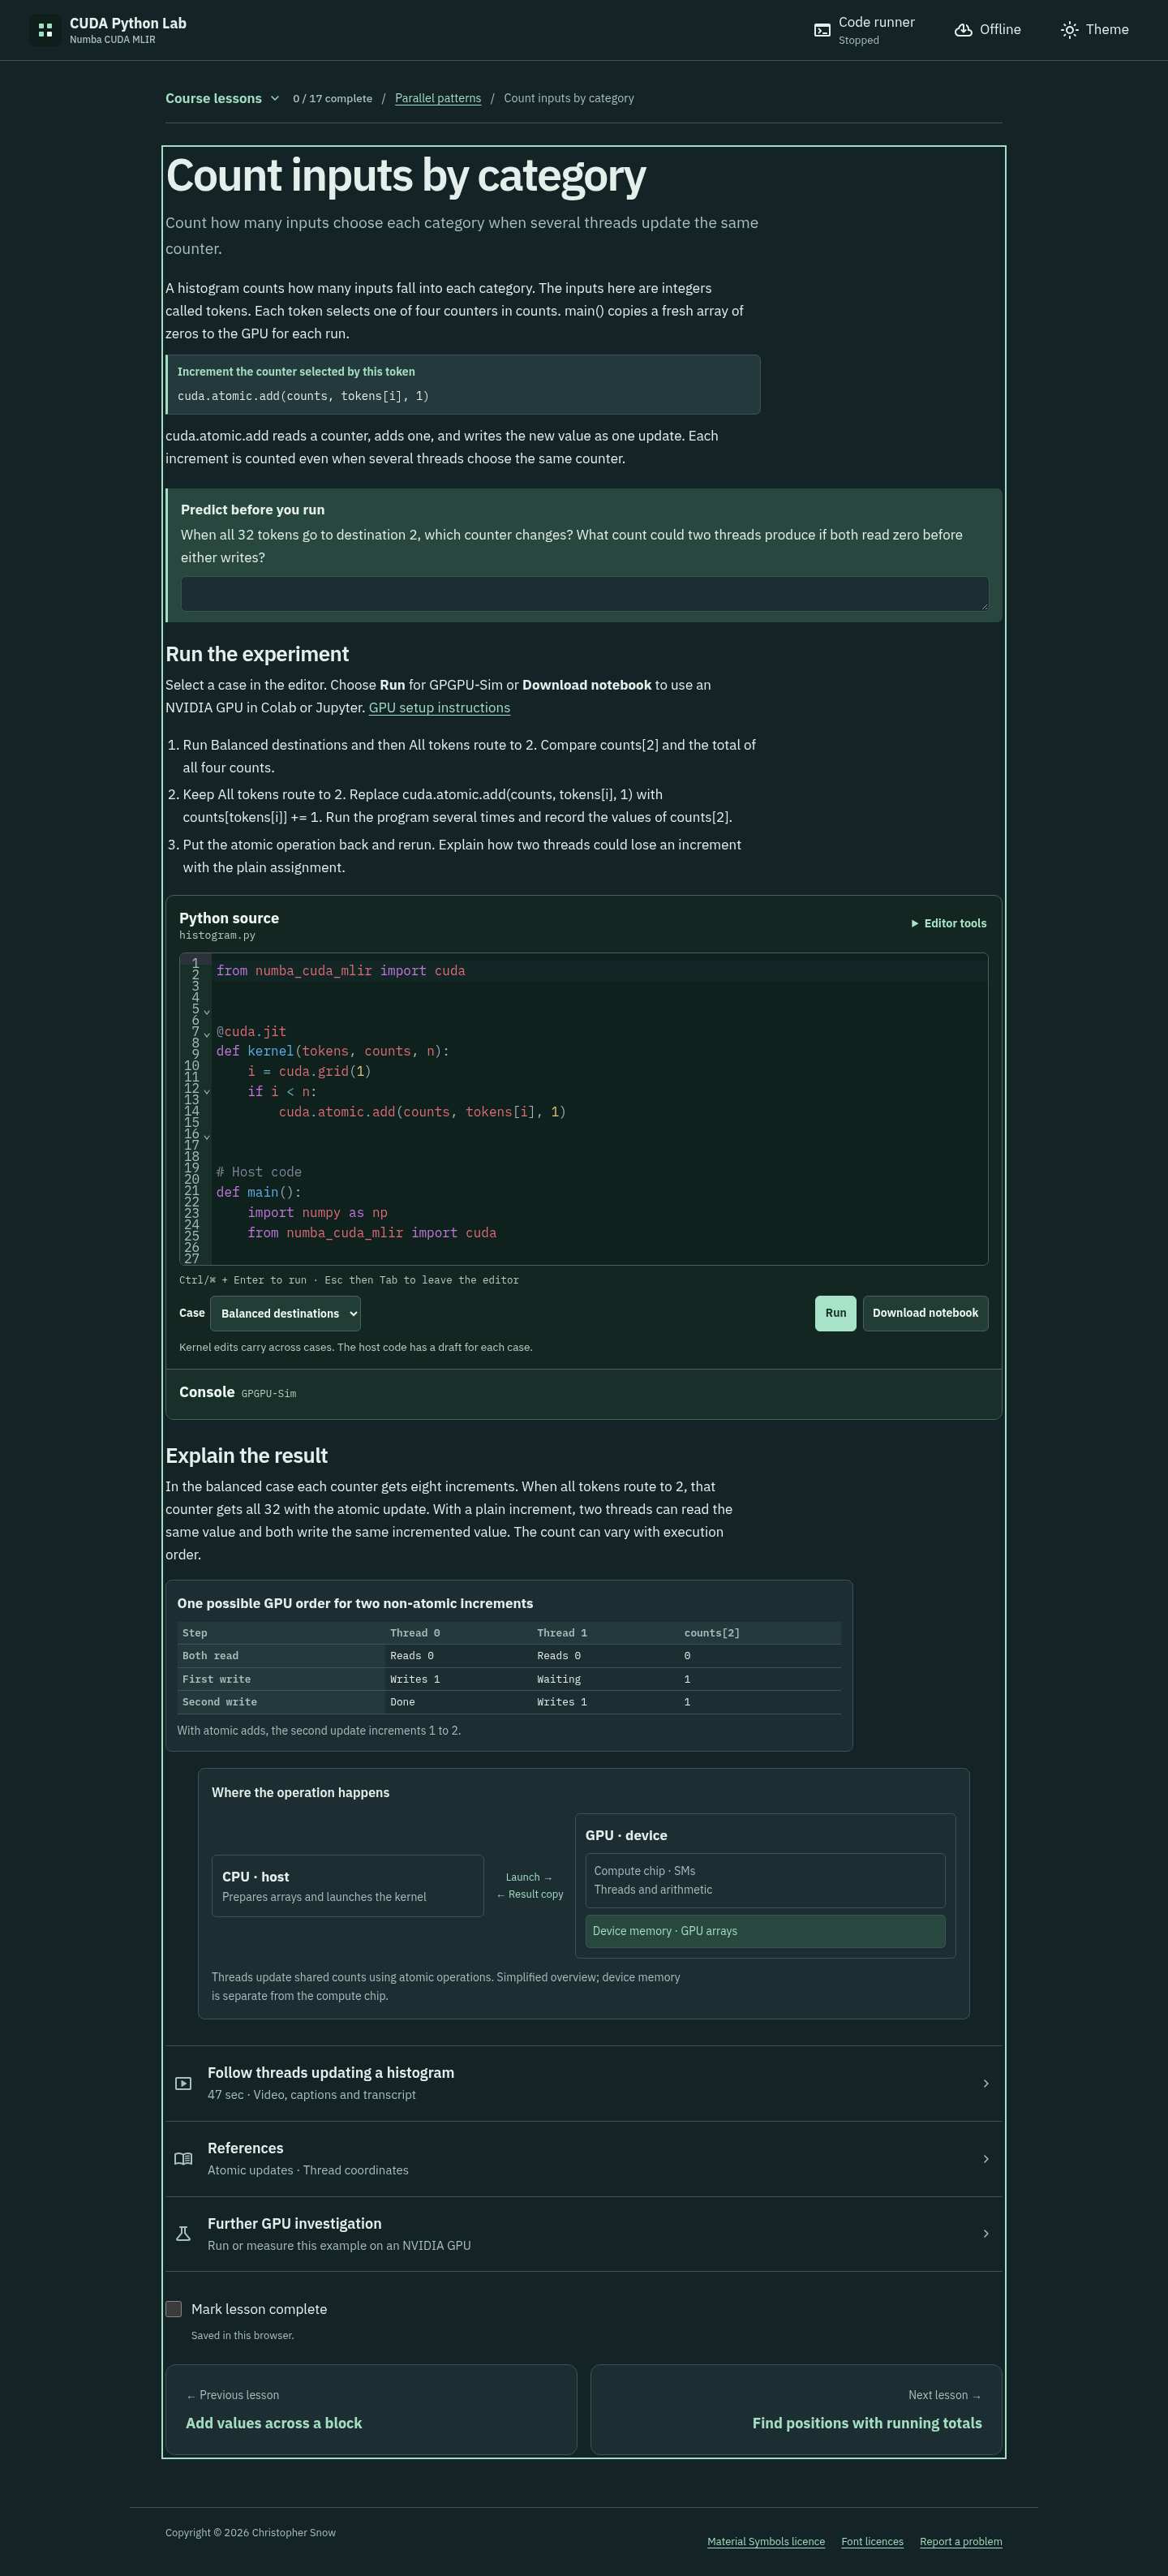 CUDA Python Lab
Numba CUDA MLIR
Code runner
Stopped
Offline
Theme
Course lessons
0 / 17 complete / Parallel patterns / Count inputs by category
Count inputs by category
Count how many inputs choose each category when several threads update the same
counter.
A histogram counts how many inputs fall into each category. The inputs here are integers
called tokens. Each token selects one of four counters in counts. main() copies a fresh array of
zeros to the GPU for each run.
Increment the counter selected by this token
cuda.atomic.add(counts, tokens[i], 1)
cuda.atomic.add reads a counter, adds one, and writes the new value as one update. Each
increment is counted even when several threads choose the same counter.
Predict before you run
When all 32 tokens go to destination 2, which counter changes? What count could two threads produce if both read zero before
either writes?
Run the experiment
Select a case in the editor. Choose Run for GPGPU-Sim or Download notebook to use an
NVIDIA GPU in Colab or Jupyter. GPU setup instructions
1. Run Balanced destinations and then All tokens route to 2. Compare counts[2] and the total of
all four counts.
2. Keep All tokens route to 2. Replace cuda.atomic.add(counts, tokens[i], 1) with
counts[tokens[i]] += 1. Run the program several times and record the values of counts[2].
3. Put the atomic operation back and rerun. Explain how two threads could lose an increment
with the plain assignment.
Python source
histogram.py
Editor tools
1
2
3
4
5
6
7
8
9
10
11
12
13
14
15
16
17
18
19
20
21
22
23
24
25
26
27
from numba_cuda_mlir import cuda
@cuda.jit
def kernel(tokens, counts, n):
    i = cuda.grid(1)
    if i < n:
        cuda.atomic.add(counts, tokens[i], 1)
# Host code
def main():
    import numpy as np
    from numba_cuda_mlir import cuda
Ctrl/⌘ + Enter to run · Esc then Tab to leave the editor
Case Balanced destinations
Run
Download notebook
Kernel edits carry across cases. The host code has a draft for each case.
Console GPGPU-Sim
Explain the result
In the balanced case each counter gets eight increments. When all tokens route to 2, that
counter gets all 32 with the atomic update. With a plain increment, two threads can read the
same value and both write the same incremented value. The count can vary with execution
order.
One possible GPU order for two non-atomic increments
Step Thread 0 Thread 1 counts[2]
Both read Reads 0 Reads 0 0
First write Writes 1 Waiting 1
Second write Done Writes 1 1
With atomic adds, the second update increments 1 to 2.
Where the operation happens
CPU · host
Prepares arrays and launches the kernel
Launch →
← Result copy
GPU · device
Compute chip · SMs
Threads and arithmetic
Device memory · GPU arrays
Threads update shared counts using atomic operations. Simplified overview; device memory
is separate from the compute chip.
Follow threads updating a histogram
47 sec · Video, captions and transcript
References
Atomic updates · Thread coordinates
Further GPU investigation
Run or measure this example on an NVIDIA GPU
Mark lesson complete
Saved in this browser.
← Previous lesson
Add values across a block
Next lesson →
Find positions with running totals
Copyright © 2026 Christopher Snow
Material Symbols licence
Font licences
Report a problem